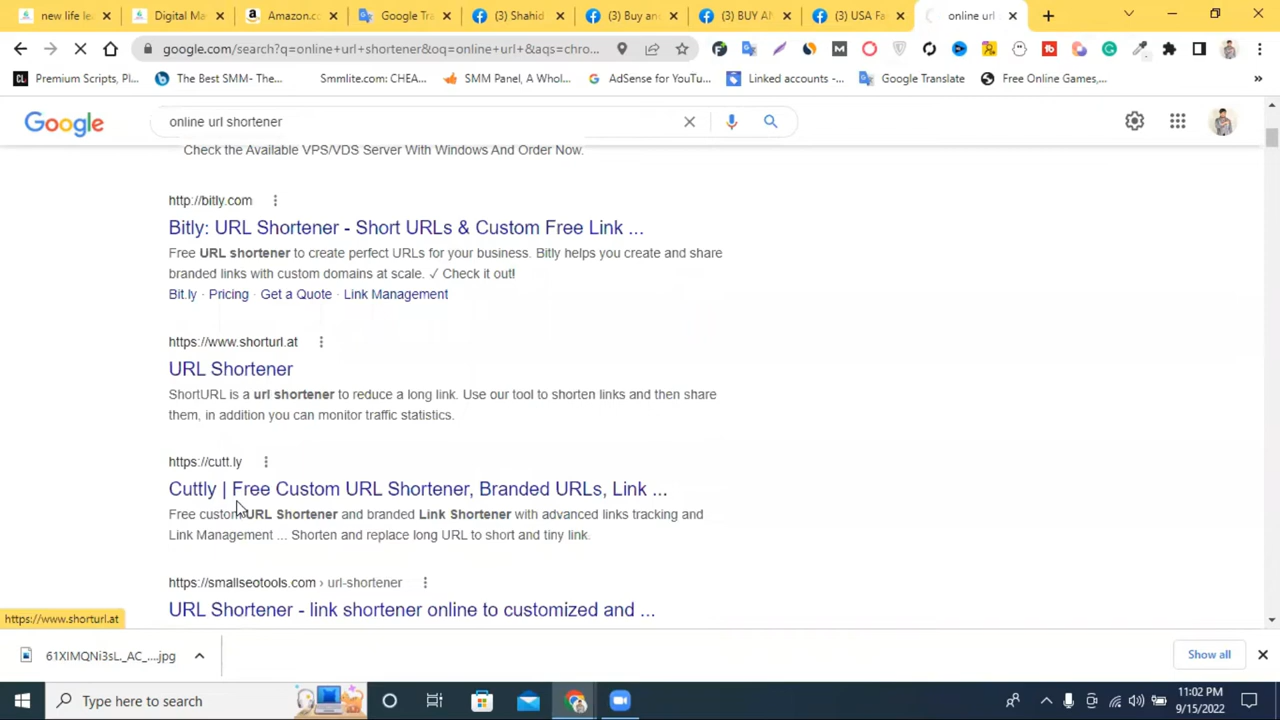 new life lea
Digital Ma
Amazon.co
Google Tra
(3) Shahid
(3) Buy an
(3) BUY AN
(3) USA Fa
online url
google.com/search?q=online+url+shortener&oq=online+url+&aqs=chro...
Premium Scripts, Pl...
The Best SMM- The...
Smmlite.com: CHEA...
SMM Panel, A Whol...
AdSense for YouTu...
Linked accounts -...
Google Translate
Free Online Games,...
»
Google
online url shortener
Check the Available VPS/VDS Server With Windows And Order Now.
http://bitly.com
Bitly: URL Shortener - Short URLs & Custom Free Link ...
Free URL shortener to create perfect URLs for your business. Bitly helps you create and share
branded links with custom domains at scale. ✓ Check it out!
Bit.ly · Pricing · Get a Quote · Link Management
https://www.shorturl.at
URL Shortener
ShortURL is a url shortener to reduce a long link. Use our tool to shorten links and then share
them, in addition you can monitor traffic statistics.
https://cutt.ly
Cuttly | Free Custom URL Shortener, Branded URLs, Link ...
Free custom URL Shortener and branded Link Shortener with advanced links tracking and
Link Management ... Shorten and replace long URL to short and tiny link.
https://smallseotools.com › url-shortener
URL Shortener - link shortener online to customized and ...
https://www.shorturl.at
61XIMQNi3sL._AC_....jpg
Show all
Type here to search
11:02 PM
9/15/2022